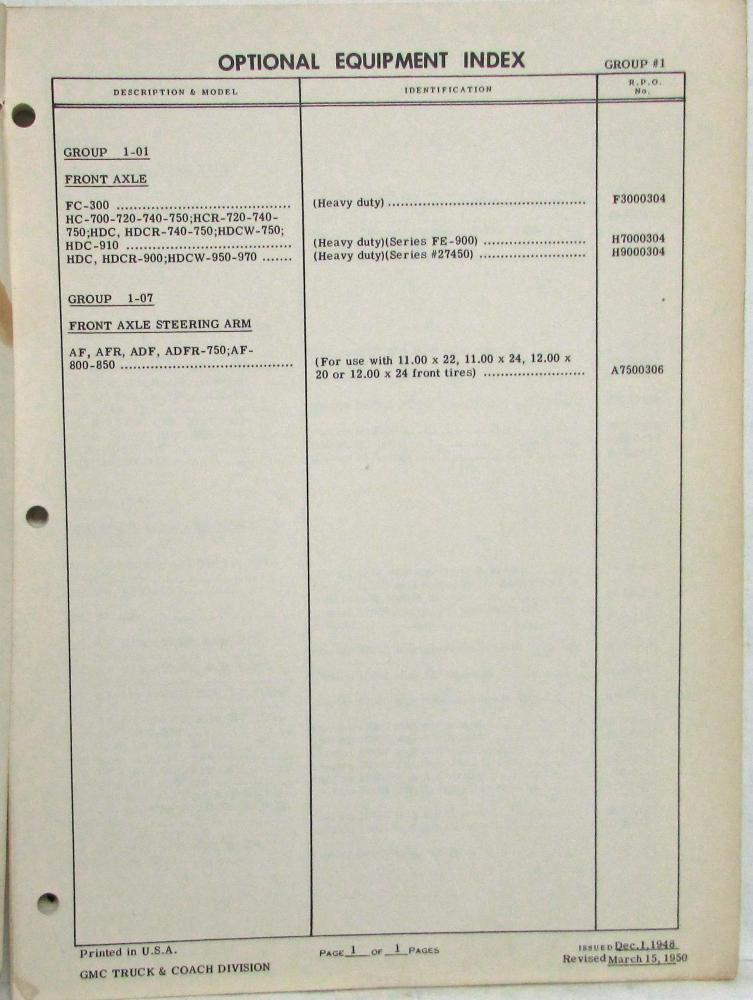 OPTIONAL EQUIPMENT INDEX
GROUP #1
DESCRIPTION & MODEL
IDENTIFICATION
R.P.O.
No.
GROUP 1-01
FRONT AXLE
FC-300 ........................................ (Heavy duty) .............................................. F3000304
HC-700-720-740-750;HCR-720-740-
750;HDC, HDCR-740-750;HDCW-750;
HDC-910 ...................................... (Heavy duty)(Series FE-900) ........................ H7000304
HDC, HDCR-900;HDCW-950-970 ....... (Heavy duty)(Series #27450) ......................... H9000304
GROUP 1-07
FRONT AXLE STEERING ARM
AF, AFR, ADF, ADFR-750;AF-
800-850 ........................................
(For use with 11.00 x 22, 11.00 x 24, 12.00 x
20 or 12.00 x 24 front tires) ........................ A7500306
Printed in U.S.A.
GMC TRUCK & COACH DIVISION
PAGE 1 OF 1 PAGES
ISSUED Dec.1,1948
Revised March 15, 1950